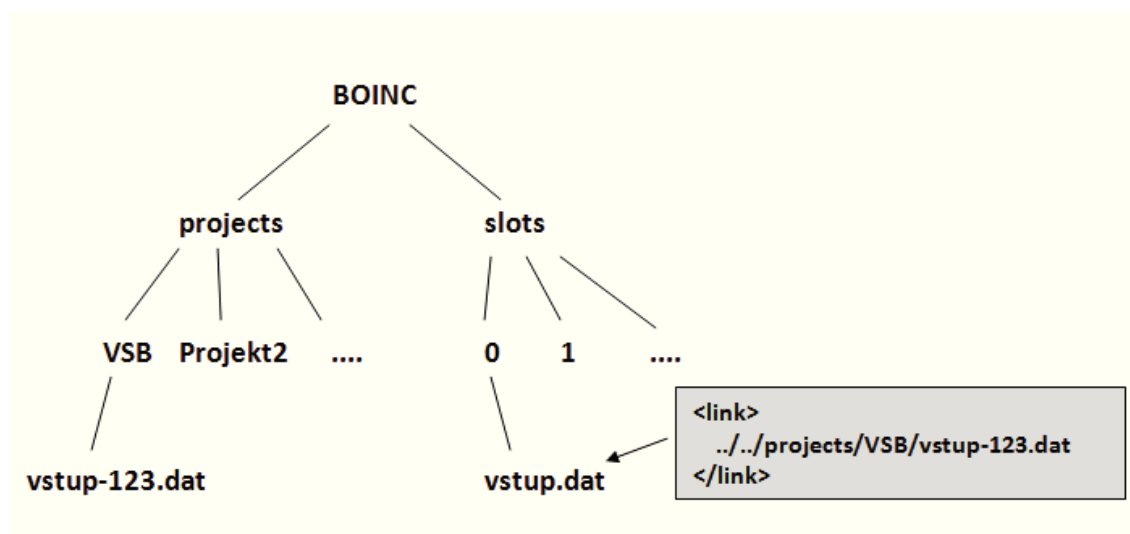 BOINC
projects slots
VSB Projekt2 .... 0 1 ....
<link>
../../projects/VSB/vstup-123.dat
</link>
vstup-123.dat vstup.dat